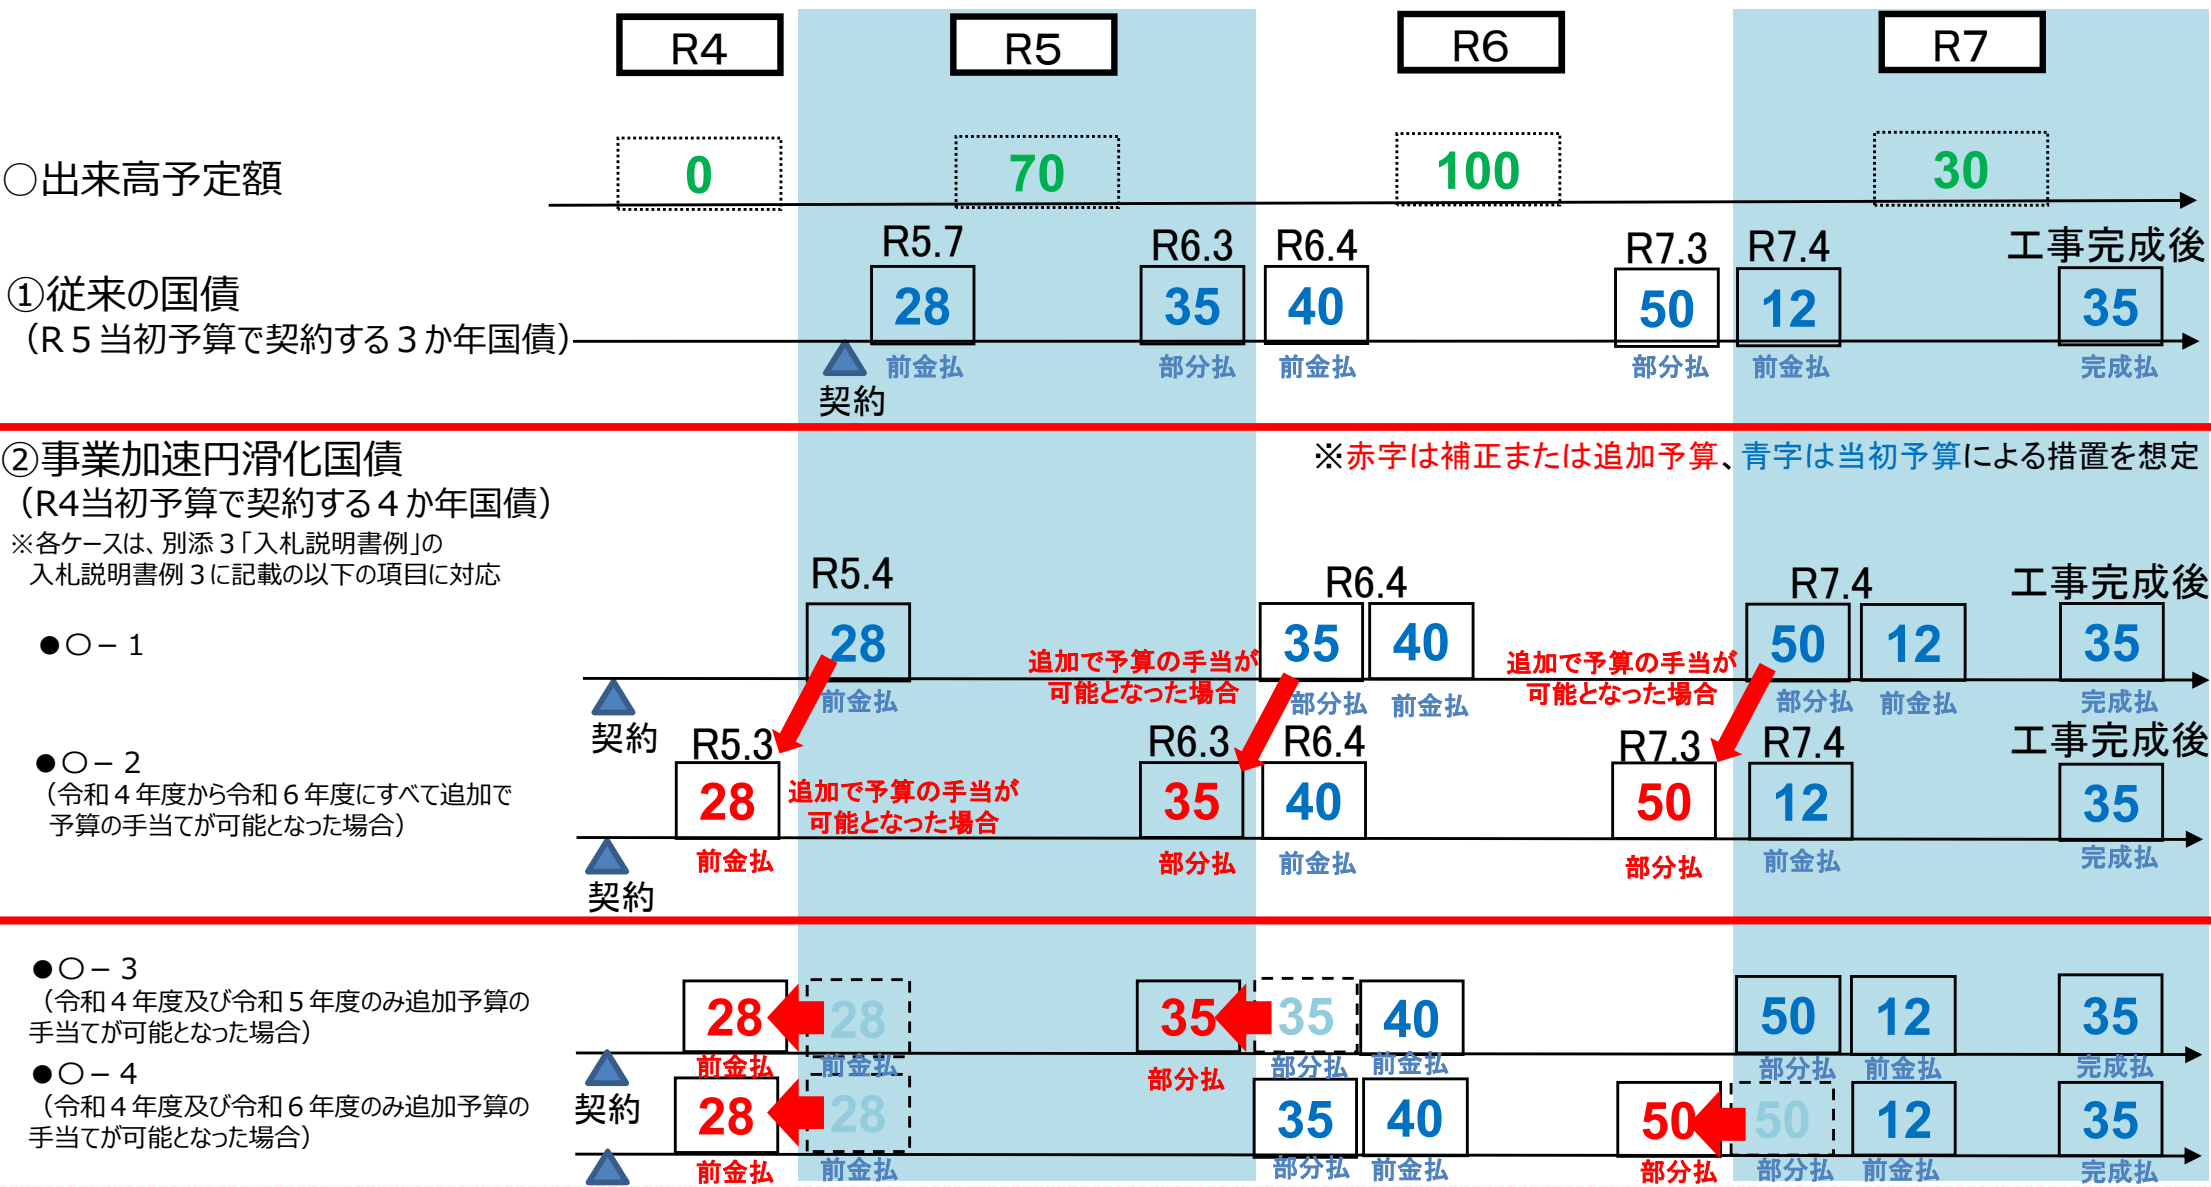 R4
R5
R6
R7
○出来高予定額
0
70
100
30
R5.7
R6.3
R6.4
R7.3
R7.4
工事完成後
①従来の国債
（R５当初予算で契約する３か年国債）
28
35
40
50
12
35
前金払
部分払
前金払
部分払
前金払
完成払
契約
②事業加速円滑化国債
（R4当初予算で契約する４か年国債）
※各ケースは、別添３「入札説明書例」の
入札説明書例３に記載の以下の項目に対応
※赤字は補正または追加予算、青字は当初予算による措置を想定
R5.4
R6.4
R7.4
工事完成後
●〇－１
28
35
40
50
12
35
追加で予算の手当が
可能となった場合
追加で予算の手当が
可能となった場合
前金払
部分払
前金払
部分払
前金払
完成払
契約
R5.3
R6.3
R6.4
R7.3
R7.4
工事完成後
●〇－２
（令和４年度から令和６年度にすべて追加で
予算の手当てが可能となった場合）
28
追加で予算の手当が
可能となった場合
35
40
50
12
35
前金払
部分払
前金払
部分払
前金払
完成払
契約
●〇－３
（令和４年度及び令和５年度のみ追加予算の
手当てが可能となった場合）
28
28
35
35
40
50
12
35
前金払
前金払
部分払
部分払
前金払
部分払
前金払
完成払
契約
●〇－４
（令和４年度及び令和６年度のみ追加予算の
手当てが可能となった場合）
28
28
35
40
50
50
12
35
前金払
前金払
部分払
前金払
部分払
部分払
前金払
完成払